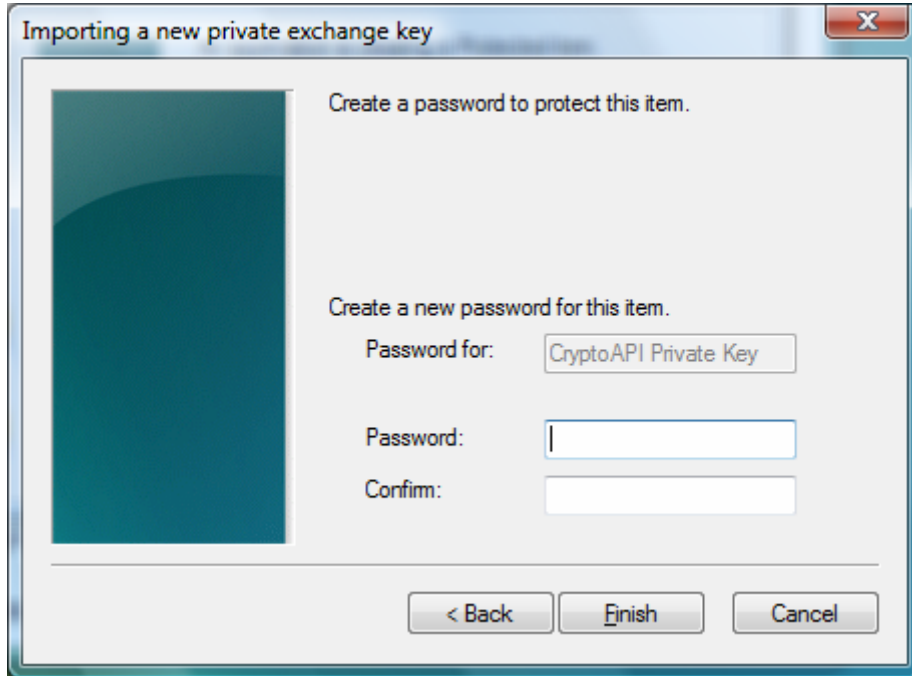 Importing a new private exchange key
Create a password to protect this item.
Create a new password for this item.
Password for: CryptoAPI Private Key
Password:
Confirm:
< Back Finish Cancel